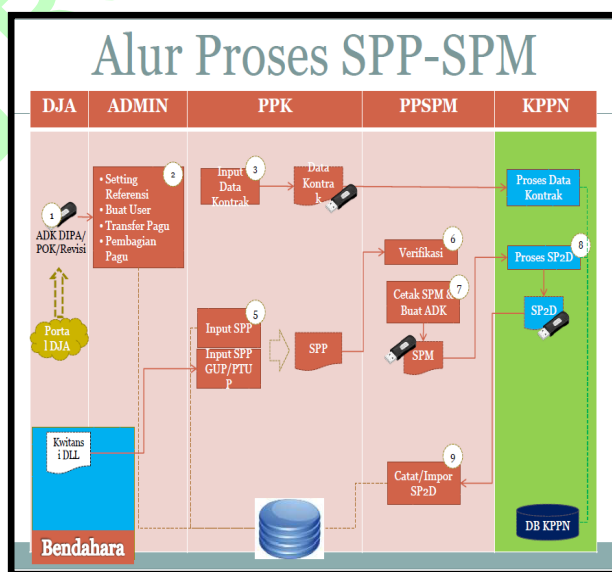 Alur Proses SPP-SPM
DJA
ADMIN
PPK
PPSPM
KPPN
1
ADK DIPA/
POK/Revisi
Porta
l DJA
2
• Setting
Referensi
• Buat User
• Transfer Pagu
• Pembagian
Pagu
3
Input
Data
Kontrak
Data
Kontra
k
Proses Data
Kontrak
5
Input SPP
Input SPP
GUP/PTU
P
SPP
6
Verifikasi
7
Cetak SPM &
Buat ADK
SPM
8
Proses SP2D
SP2D
9
Catat/Impor
SP2D
Kwitans
i DLL
Bendahara
DB KPPN